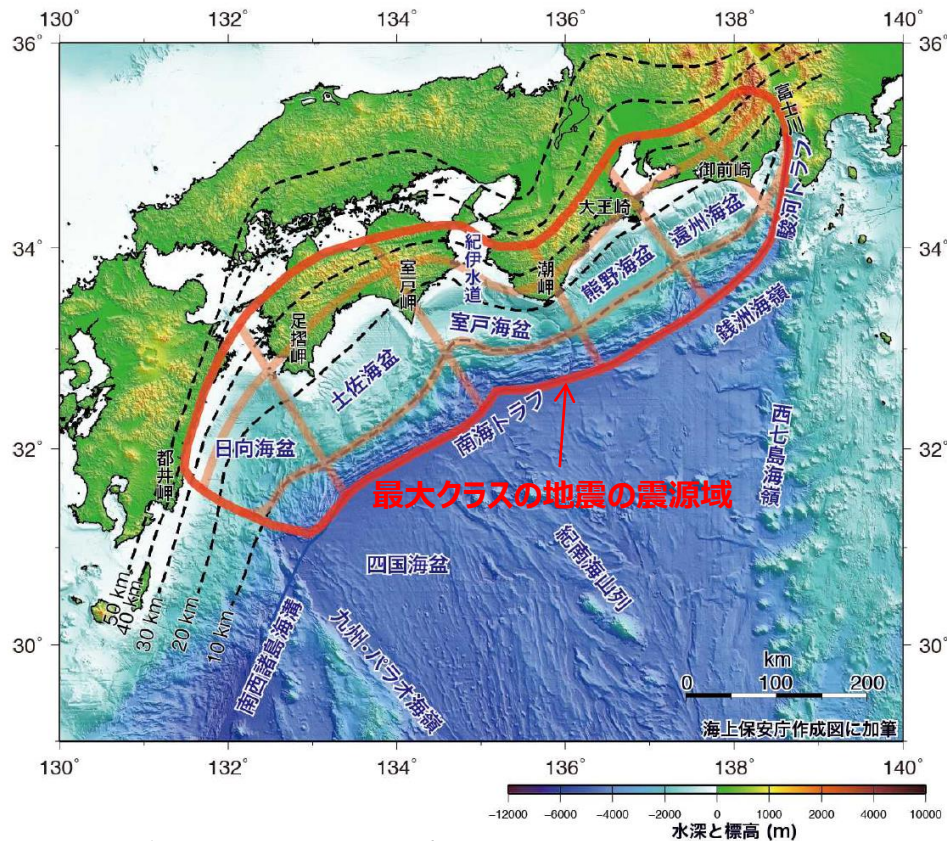 130° 132° 134° 136° 138° 140°
36° 36°
富士川
御前崎
駿河トラフ
大王崎
遠州海盆
34° 34°
紀伊水道
潮岬
熊野海盆
室戸岬
銭洲海嶺
足摺岬
室戸海盆
土佐海盆
南海トラフ
西七島海嶺
32° 32°
日向海盆
都井岬
最大クラスの地震の震源域
四国海盆
紀南海山列
50 km
40 km
30 km
20 km
10 km
30° 30°
南西諸島海溝
九州・パラオ海嶺
km
0 100 200
海上保安庁作成図に加筆
130° 132° 134° 136° 138° 140°
−12000 −6000 −4000 −2000 0 1000 2000 4000 10000
水深と標高 (m)